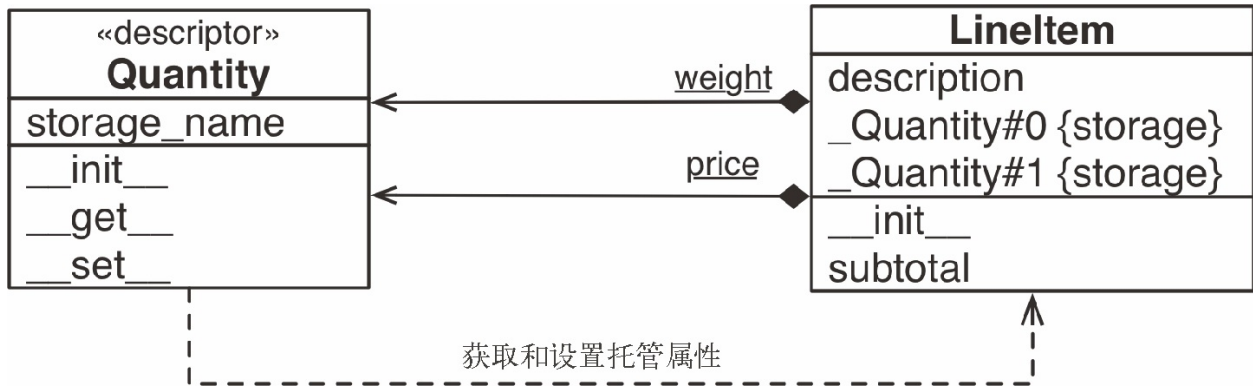 «descriptor»
Quantity
storage_name
__init__
__get__
__set__
weight
price
LineItem
description
_Quantity#0 {storage}
_Quantity#1 {storage}
__init__
subtotal
获取和设置托管属性